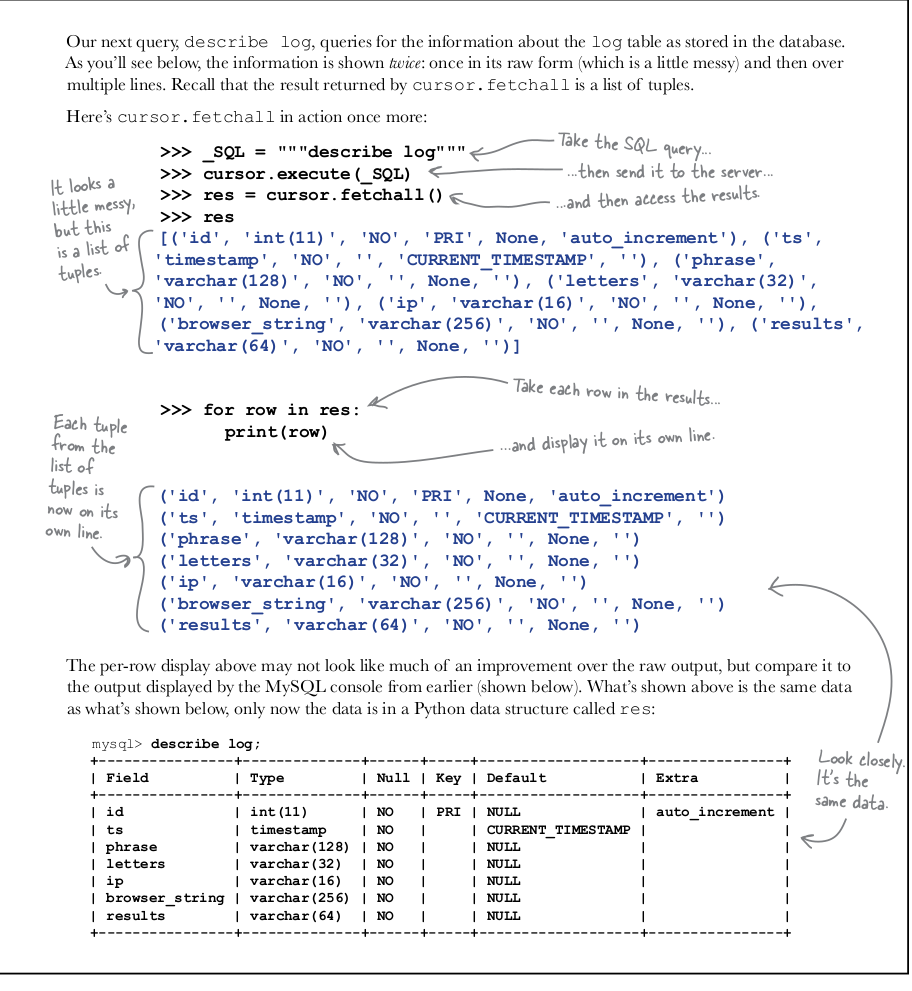 Our next query, describe log, queries for the information about the log table as stored in the database.
As you'll see below, the information is shown twice: once in its raw form (which is a little messy) and then over
multiple lines. Recall that the result returned by cursor.fetchall is a list of tuples.
Here's cursor.fetchall in action once more:
>>> _SQL = """describe log"""
Take the SQL query...
>>> cursor.execute(_SQL)
...then send it to the server...
>>> res = cursor.fetchall()
...and then access the results.
>>> res
It looks a
little messy,
but this
is a list of
tuples.
[('id', 'int(11)', 'NO', 'PRI', None, 'auto_increment'), ('ts',
'timestamp', 'NO', '', 'CURRENT_TIMESTAMP', ''), ('phrase',
'varchar(128)', 'NO', '', None, ''), ('letters', 'varchar(32)',
'NO', '', None, ''), ('ip', 'varchar(16)', 'NO', '', None, ''),
('browser_string', 'varchar(256)', 'NO', '', None, ''), ('results',
'varchar(64)', 'NO', '', None, '')]
>>> for row in res:
Take each row in the results...
print(row)
...and display it on its own line.
Each tuple
from the
list of
tuples is
now on its
own line.
('id', 'int(11)', 'NO', 'PRI', None, 'auto_increment')
('ts', 'timestamp', 'NO', '', 'CURRENT_TIMESTAMP', '')
('phrase', 'varchar(128)', 'NO', '', None, '')
('letters', 'varchar(32)', 'NO', '', None, '')
('ip', 'varchar(16)', 'NO', '', None, '')
('browser_string', 'varchar(256)', 'NO', '', None, '')
('results', 'varchar(64)', 'NO', '', None, '')
The per-row display above may not look like much of an improvement over the raw output, but compare it to
the output displayed by the MySQL console from earlier (shown below). What's shown above is the same data
as what's shown below, only now the data is in a Python data structure called res:
mysql> describe log;
+----------------+--------------+------+-----+-------------------+----------------+
| Field | Type | Null | Key | Default | Extra |
+----------------+--------------+------+-----+-------------------+----------------+
| id | int(11) | NO | PRI | NULL | auto_increment |
| ts | timestamp | NO | | CURRENT_TIMESTAMP | |
| phrase | varchar(128) | NO | | NULL | |
| letters | varchar(32) | NO | | NULL | |
| ip | varchar(16) | NO | | NULL | |
| browser_string | varchar(256) | NO | | NULL | |
| results | varchar(64) | NO | | NULL | |
+----------------+--------------+------+-----+-------------------+----------------+
Look closely.
It's the
same data.